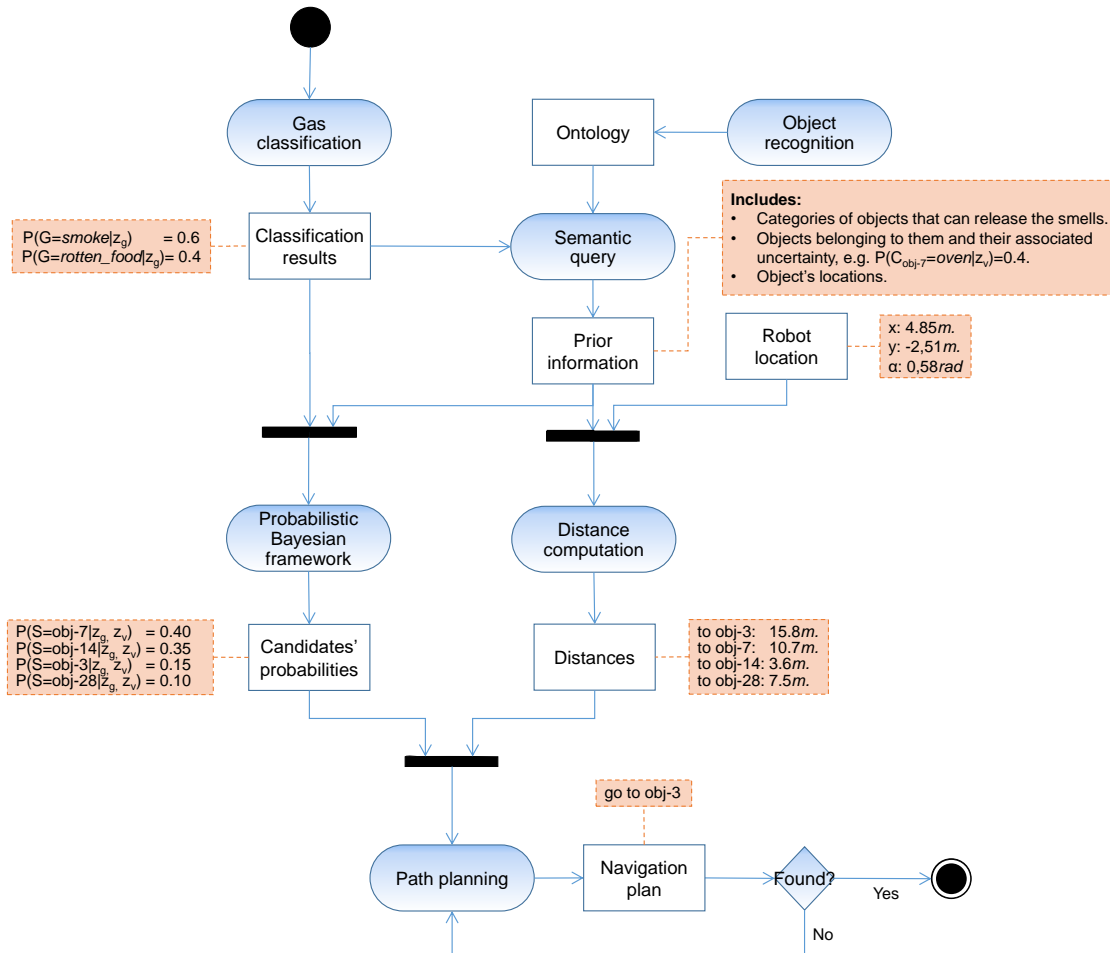 Gas
classification
Ontology
Object
recognition
P(G=smoke|zg) = 0.6
P(G=rotten_food|zg)= 0.4
Classification
results
Semantic
query
Includes:
• Categories of objects that can release the smells.
• Objects belonging to them and their associated
uncertainty, e.g. P(Cobj-7=oven|zv)=0.4.
• Object's locations.
Prior
information
Robot
location
x: 4.85m.
y: -2,51m.
α: 0,58rad
Probabilistic
Bayesian
framework
Distance
computation
P(S=obj-7|zg, zv) = 0.40
P(S=obj-14|zg, zv) = 0.35
P(S=obj-3|zg, zv) = 0.15
P(S=obj-28|zg, zv) = 0.10
Candidates'
probabilities
Distances
to obj-3: 15.8m.
to obj-7: 10.7m.
to obj-14: 3.6m.
to obj-28: 7.5m.
go to obj-3
Path planning
Navigation
plan
Found?
Yes
No